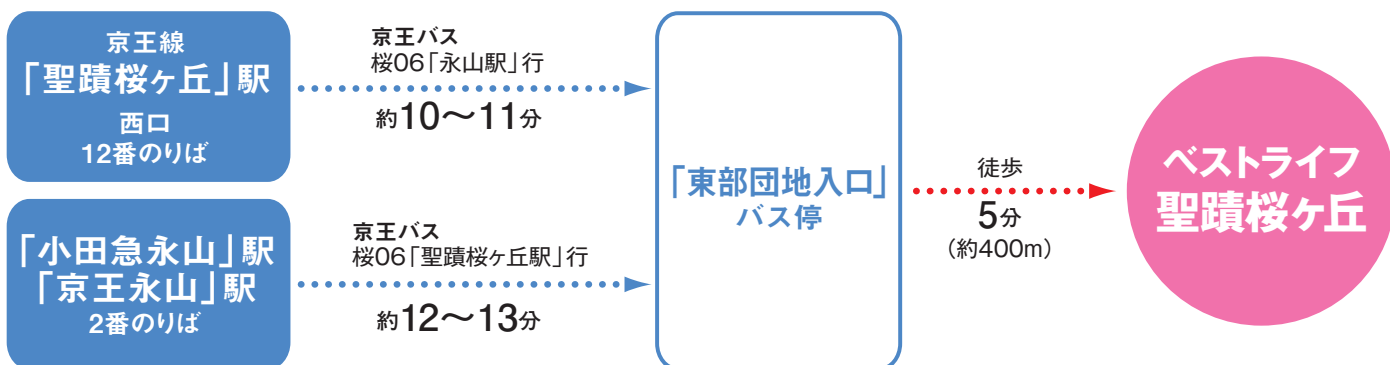 京王線
「聖蹟桜ヶ丘」駅
西口
12番のりば
京王バス
桜06「永山駅」行
約10〜11分
「小田急永山」駅
「京王永山」駅
2番のりば
京王バス
桜06「聖蹟桜ヶ丘駅」行
約12〜13分
「東部団地入口」
バス停
徒歩
5分
（約400m）
ベストライフ
聖蹟桜ヶ丘